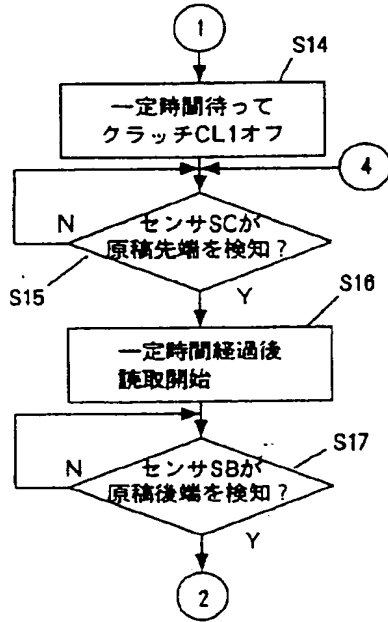 1
S14
一定時間待って
クラッチCL1オフ
4
N
センサSCが
原稿先端を検知？
S15
Y
S16
一定時間経過後
読取開始
N
センサSBが
原稿後端を検知？
S17
Y
2